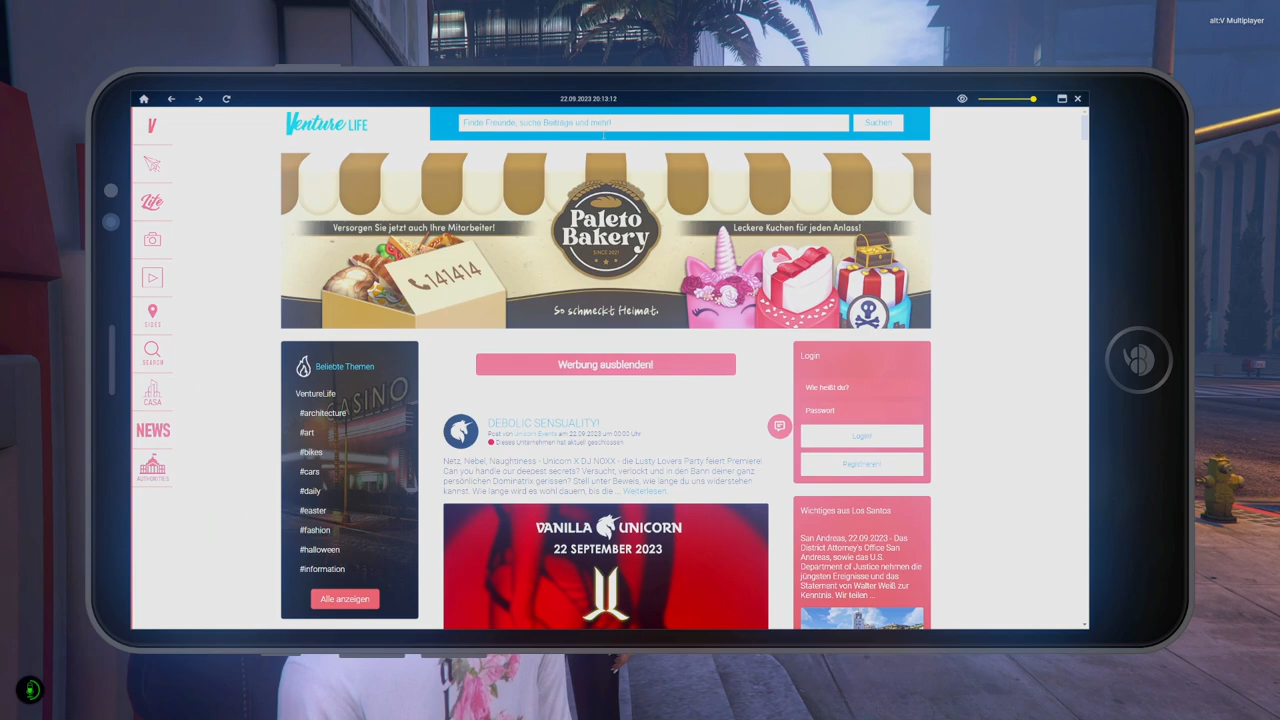 alt:V Multiplayer
22.09.2023 20:13:12
V
Venture LIFE
Finde Freunde, suche Beiträge und mehr!
Suchen
Life
SIDES
SEARCH
CASA
NEWS
AUTHORITIES
Versorgen Sie jetzt auch Ihre Mitarbeiter!
Paleto
Bakery
SINCE 2021
Leckere Kuchen für jeden Anlass!
141414
So schmeckt Heimat.
Beliebte Themen
CASINO
VentureLife
#architecture
#art
#bikes
#cars
#daily
#easter
#fashion
#halloween
#information
Alle anzeigen
Werbung ausblenden!
DEBOLIC SENSUALITY!
Post von Unicorn Events am 22.09.2023 um 00:00 Uhr
Dieses Unternehmen hat aktuell geschlossen
Netz, Nebel, Naughtiness - Unicorn X DJ NOXX - die Lusty Lovers Party feiert Premiere!
Can you handle our deepest secrets? Versucht, verlockt und in den Bann deiner ganz
persönlichen Dominatrix gerissen? Stell unter Beweis, wie lange du uns widerstehen
kannst. Wie lange wird es wohl dauern, bis die ... Weiterlesen.
VANILLA UNICORN
22 SEPTEMBER 2023
Login
Wie heißt du?
Passwort
Login!
Registrieren!
Wichtiges aus Los Santos
San Andreas, 22.09.2023 - Das
District Attorney's Office San
Andreas, sowie das U.S.
Department of Justice nehmen die
jüngsten Ereignisse und das
Statement von Walter Weiß zur
Kenntnis. Wir teilen ...